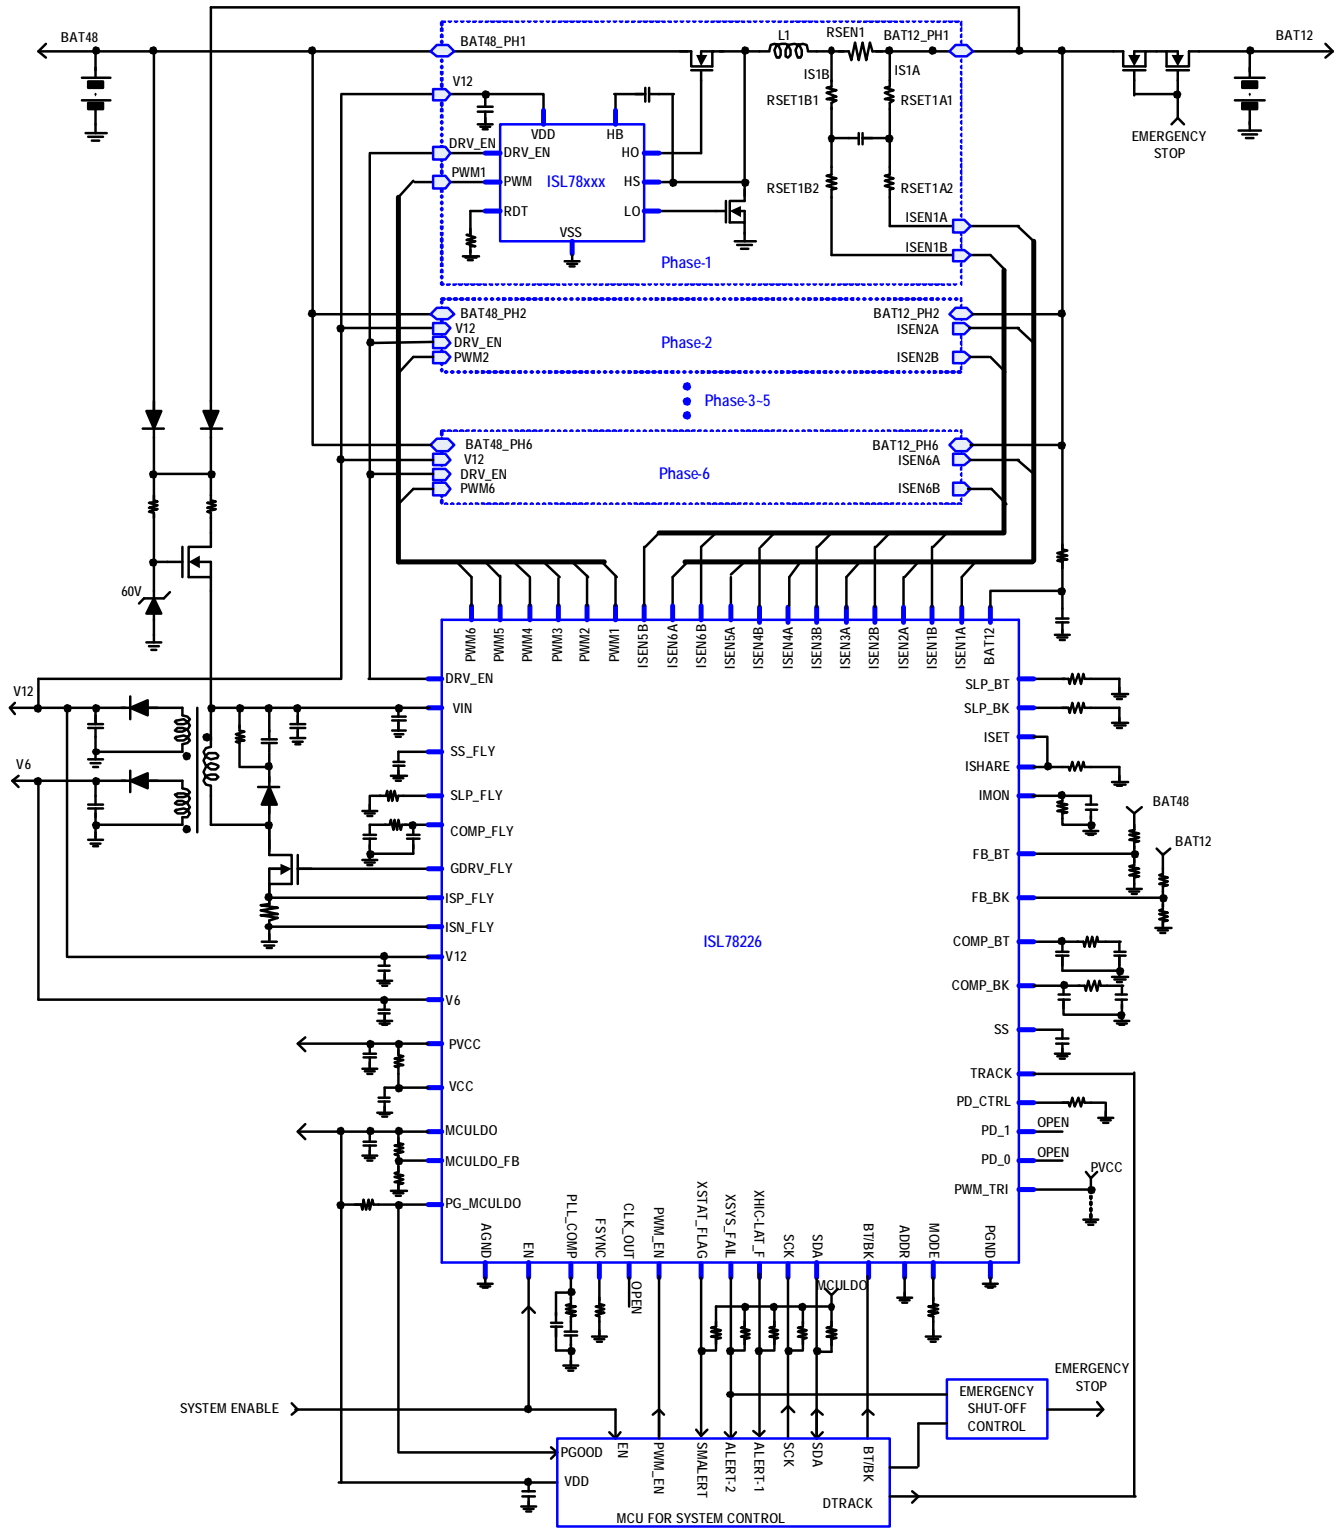 BAT48
BAT48_PH1
L1
RSEN1
BAT12_PH1
BAT12
V12
IS1B
IS1A
RSET1B1
RSET1A1
VDD
HB
EMERGENCY
STOP
DRV_EN
DRV_EN
HO
PWM1
PWM
ISL78xxx
HS
RSET1B2
RSET1A2
RDT
LO
VSS
ISEN1A
ISEN1B
Phase-1
BAT48_PH2
BAT12_PH2
V12
ISEN2A
DRV_EN
Phase-2
PWM2
ISEN2B
Phase-3~5
BAT48_PH6
BAT12_PH6
V12
ISEN6A
DRV_EN
Phase-6
PWM6
ISEN6B
60V
PWM6
PWM5
PWM4
PWM3
PWM2
PWM1
ISEN5B
ISEN6A
ISEN6B
ISEN5A
ISEN4B
ISEN4A
ISEN3B
ISEN3A
ISEN2B
ISEN2A
ISEN1B
ISEN1A
BAT12
V12
V6
DRV_EN
VIN
SS_FLY
SLP_FLY
COMP_FLY
GDRV_FLY
ISP_FLY
ISN_FLY
V12
V6
PVCC
VCC
MCULDO
MCULDO_FB
PG_MCULDO
ISL78226
SLP_BT
SLP_BK
ISET
ISHARE
IMON
BAT48
BAT12
FB_BT
FB_BK
COMP_BT
COMP_BK
SS
TRACK
PD_CTRL
PD_1
OPEN
PD_0
OPEN
PVCC
PWM_TRI
AGND
EN
PLL_COMP
FSYNC
CLK_OUT
PWM_EN
XSTAT_FLAG
XSYS_FAIL
XHIC-LAT_F
SCK
SDA
BT/BK
ADDR
MODE
PGND
OPEN
MCULDO
SYSTEM ENABLE
EMERGENCY
SHUT-OFF
CONTROL
EMERGENCY
STOP
PGOOD
VDD
EN
PWM_EN
SMALERT
ALERT-2
ALERT-1
SCK
SDA
BT/BK
DTRACK
MCU FOR SYSTEM CONTROL